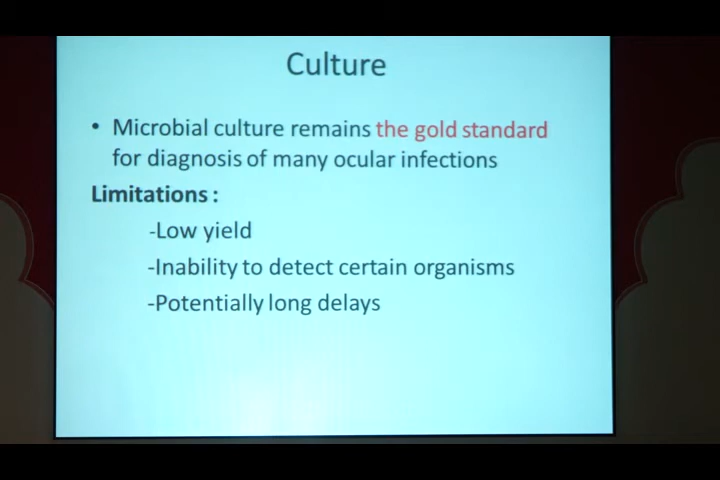 Culture
• Microbial culture remains the gold standard
for diagnosis of many ocular infections
Limitations :
-Low yield
-Inability to detect certain organisms
-Potentially long delays